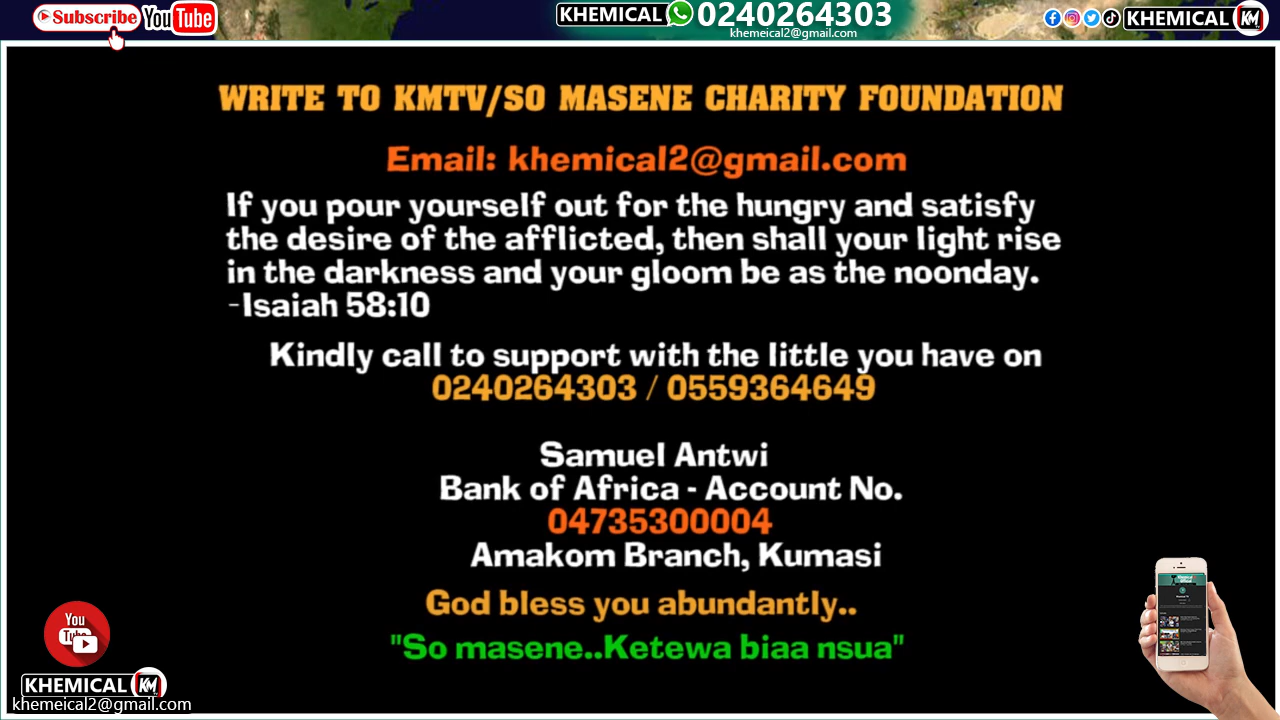 Subscribe YouTube
KHEMICAL 0240264303
khemeical2@gmail.com
KHEMICAL KM
WRITE TO KMTV/SO MASENE CHARITY FOUNDATION
Email: khemical2@gmail.com
If you pour yourself out for the hungry and satisfy
the desire of the afflicted, then shall your light rise
in the darkness and your gloom be as the noonday.
-Isaiah 58:10
Kindly call to support with the little you have on
0240264303 / 0559364649
Samuel Antwi
Bank of Africa - Account No.
04735300004
Amakom Branch, Kumasi
God bless you abundantly..
"So masene..Ketewa biaa nsua"
You
Tube
KHEMICAL KM
khemeical2@gmail.com